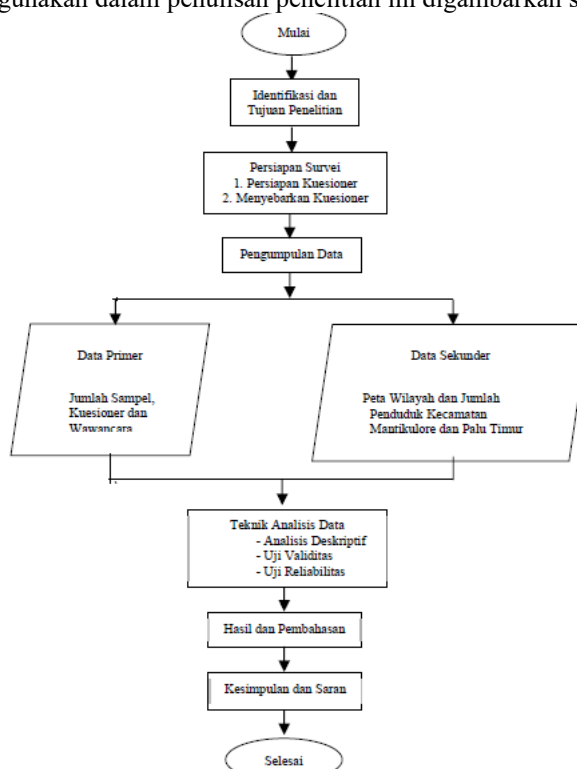 gunakan dalam penulisan penelitian ini digambarkan s
Mulai
Identifikasi dan
Tujuan Penelitian
Persiapan Survei
1. Persiapan Kuesioner
2. Menyebarkan Kuesioner
Pengumpulan Data
Data Primer
Jumlah Sampel,
Kuesioner dan
Wawancara
Data Sekunder
Peta Wilayah dan Jumlah
Penduduk Kecamatan
Mantikulore dan Palu Timur
Teknik Analisis Data
- Analisis Deskriptif
- Uji Validitas
- Uji Reliabilitas
Hasil dan Pembahasan
Kesimpulan dan Saran
Selesai